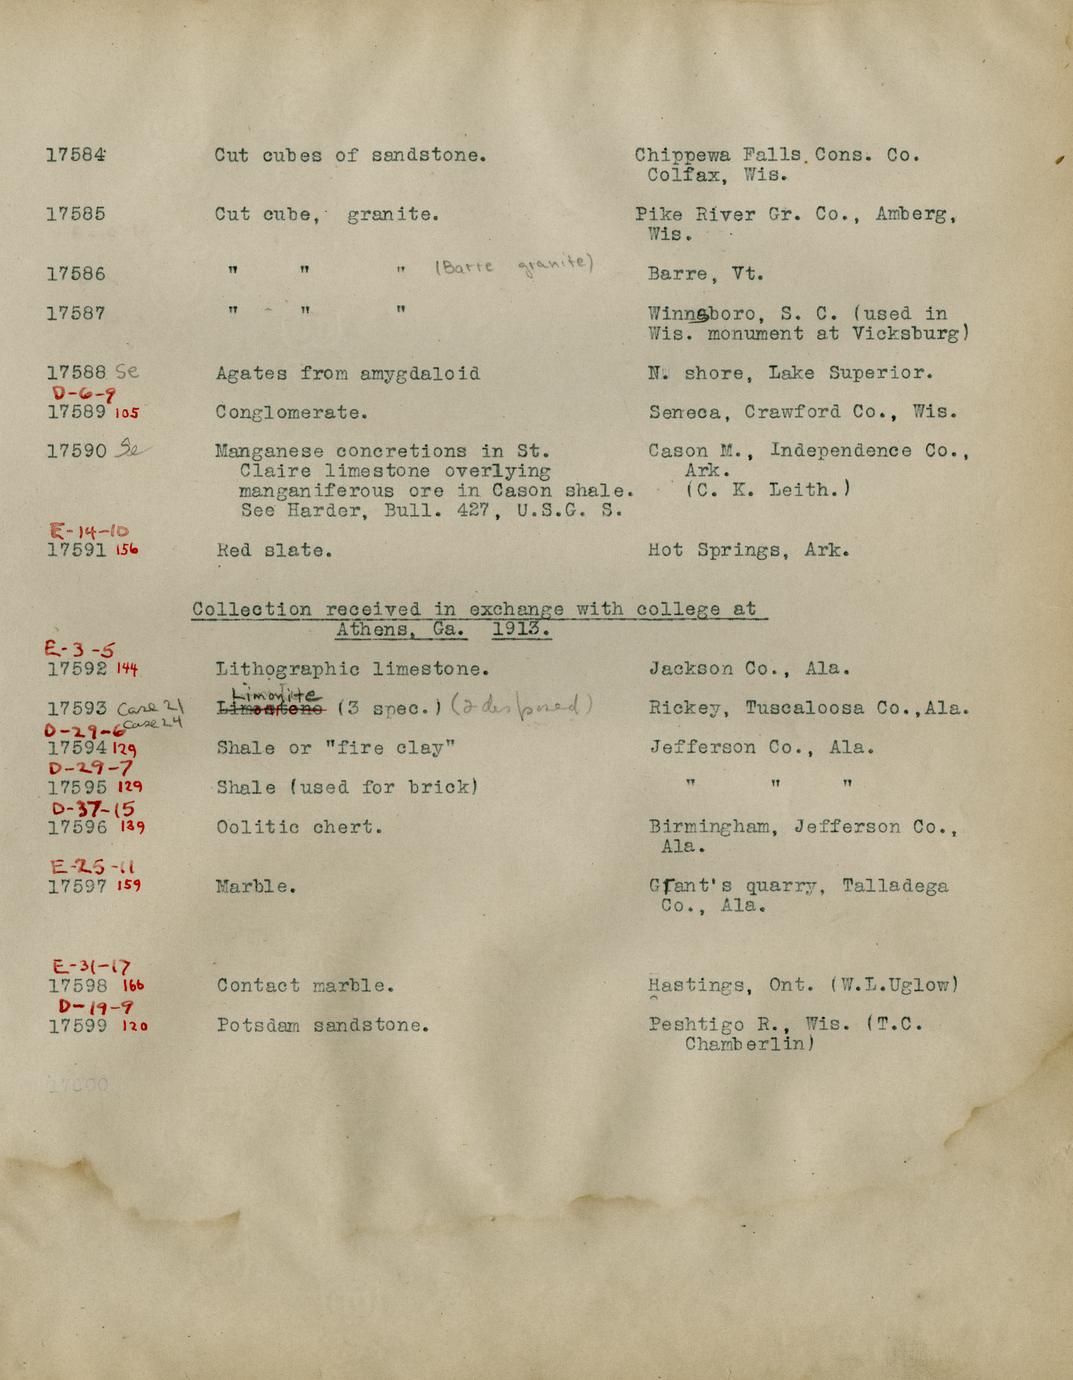 17584 Cut cubes of sandstone. Chippewa Falls Cons. Co.
Colfax, Wis.
17585 Cut cube, granite. Pike River Gr. Co., Amberg,
Wis.
17586 " " " (Barre granite) Barre, Vt.
17587 " " " Winnsboro, S. C. (used in
Wis. monument at Vicksburg)
17588 Se Agates from amygdaloid N. shore, Lake Superior.
D-6-9
17589 105 Conglomerate. Seneca, Crawford Co., Wis.
17590 Se Manganese concretions in St. Cason M., Independence Co.,
Claire limestone overlying Ark.
manganiferous ore in Cason shale. (C. K. Leith.)
See Harder, Bull. 427, U.S.G. S.
E-14-10
17591 156 Red slate. Hot Springs, Ark.
Collection received in exchange with college at
Athens, Ga. 1913.
E-3-5
17592 144 Lithographic limestone. Jackson Co., Ala.
Limonite
17593 Case 21 Limestone (3 spec.) (2 disposed) Rickey, Tuscaloosa Co.,Ala.
D-29-6 Case 24
17594 129 Shale or "fire clay" Jefferson Co., Ala.
D-29-7
17595 129 Shale (used for brick) " " "
D-37-15
17596 139 Oolitic chert. Birmingham, Jefferson Co.,
Ala.
E-25-11
17597 159 Marble. Grant's quarry, Talladega
Co., Ala.
E-31-17
17598 166 Contact marble. Hastings, Ont. (W.L.Uglow)
D-19-9
17599 120 Potsdam sandstone. Peshtigo R., Wis. (T.C.
Chamberlin)